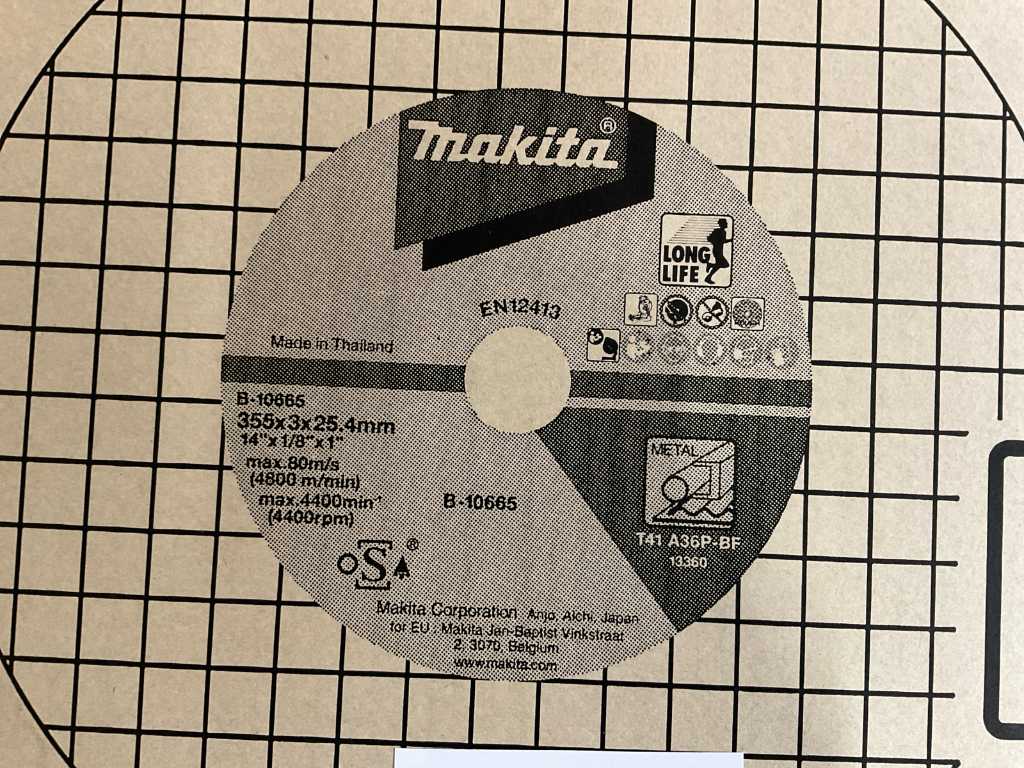 Makita®
LONG
LIFE
EN12413
Made in Thailand
B-10665
355x3x25.4mm
14"x1/8"x1"
max.80m/s
(4800 m/min)
max.4400min⁻¹
(4400rpm)
B-10665
METAL
T41 A36P-BF
13360
oSa®
Makita Corporation Anjo, Aichi, Japan
for EU : Makita Jan-Baptist Vinkstraat
2, 3070, Belgium
www.makita.com